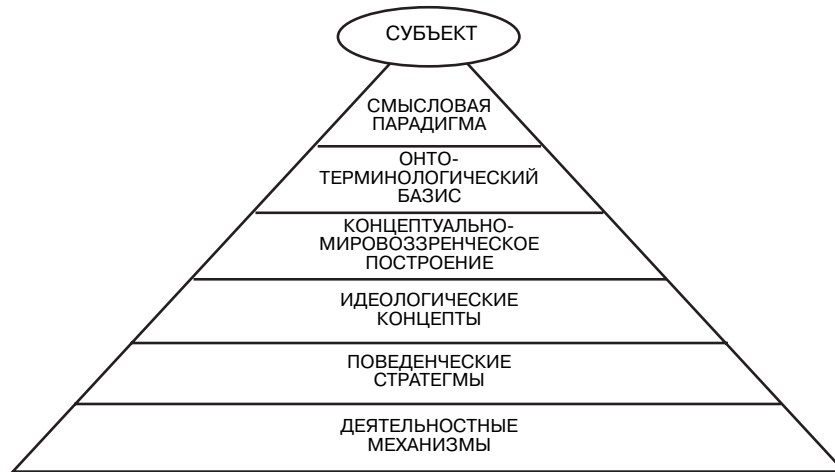 СУБЪЕКТ
СМЫСЛОВАЯ
ПАРАДИГМА
ОНТО-
ТЕРМИНОЛОГИЧЕСКИЙ
БАЗИС
КОНЦЕПТУАЛЬНО-
МИРОВОЗЗРЕНЧЕСКОЕ
ПОСТРОЕНИЕ
ИДЕОЛОГИЧЕСКИЕ
КОНЦЕПТЫ
ПОВЕДЕНЧЕСКИЕ
СТРАТЕГМЫ
ДЕЯТЕЛЬНОСТНЫЕ
МЕХАНИЗМЫ